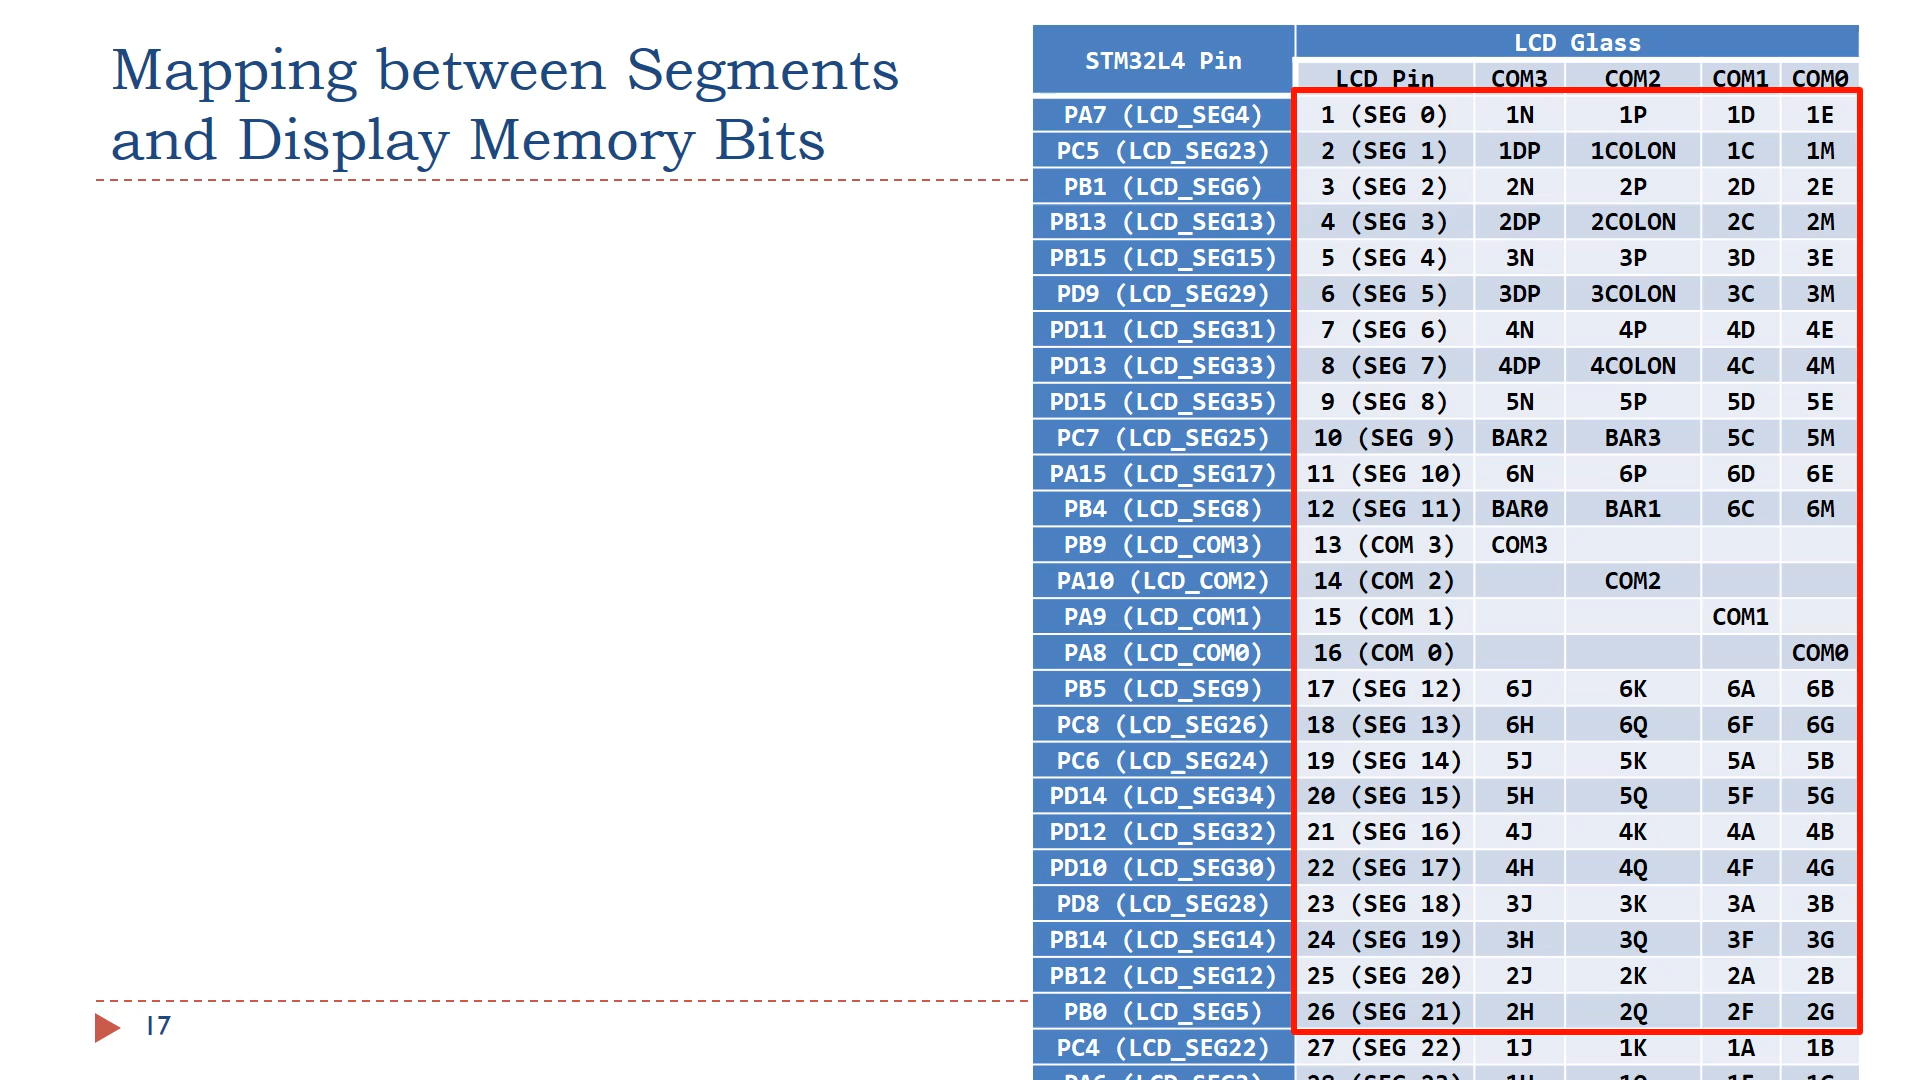 Mapping between Segments
and Display Memory Bits
STM32L4 Pin LCD Glass
LCD Pin COM3 COM2 COM1 COM0
PA7 (LCD_SEG4) 1 (SEG 0) 1N 1P 1D 1E
PC5 (LCD_SEG23) 2 (SEG 1) 1DP 1COLON 1C 1M
PB1 (LCD_SEG6) 3 (SEG 2) 2N 2P 2D 2E
PB13 (LCD_SEG13) 4 (SEG 3) 2DP 2COLON 2C 2M
PB15 (LCD_SEG15) 5 (SEG 4) 3N 3P 3D 3E
PD9 (LCD_SEG29) 6 (SEG 5) 3DP 3COLON 3C 3M
PD11 (LCD_SEG31) 7 (SEG 6) 4N 4P 4D 4E
PD13 (LCD_SEG33) 8 (SEG 7) 4DP 4COLON 4C 4M
PD15 (LCD_SEG35) 9 (SEG 8) 5N 5P 5D 5E
PC7 (LCD_SEG25) 10 (SEG 9) BAR2 BAR3 5C 5M
PA15 (LCD_SEG17) 11 (SEG 10) 6N 6P 6D 6E
PB4 (LCD_SEG8) 12 (SEG 11) BAR0 BAR1 6C 6M
PB9 (LCD_COM3) 13 (COM 3) COM3
PA10 (LCD_COM2) 14 (COM 2) COM2
PA9 (LCD_COM1) 15 (COM 1) COM1
PA8 (LCD_COM0) 16 (COM 0) COM0
PB5 (LCD_SEG9) 17 (SEG 12) 6J 6K 6A 6B
PC8 (LCD_SEG26) 18 (SEG 13) 6H 6Q 6F 6G
PC6 (LCD_SEG24) 19 (SEG 14) 5J 5K 5A 5B
PD14 (LCD_SEG34) 20 (SEG 15) 5H 5Q 5F 5G
PD12 (LCD_SEG32) 21 (SEG 16) 4J 4K 4A 4B
PD10 (LCD_SEG30) 22 (SEG 17) 4H 4Q 4F 4G
PD8 (LCD_SEG28) 23 (SEG 18) 3J 3K 3A 3B
PB14 (LCD_SEG14) 24 (SEG 19) 3H 3Q 3F 3G
PB12 (LCD_SEG12) 25 (SEG 20) 2J 2K 2A 2B
PB0 (LCD_SEG5) 26 (SEG 21) 2H 2Q 2F 2G
PC4 (LCD_SEG22) 27 (SEG 22) 1J 1K 1A 1B
17